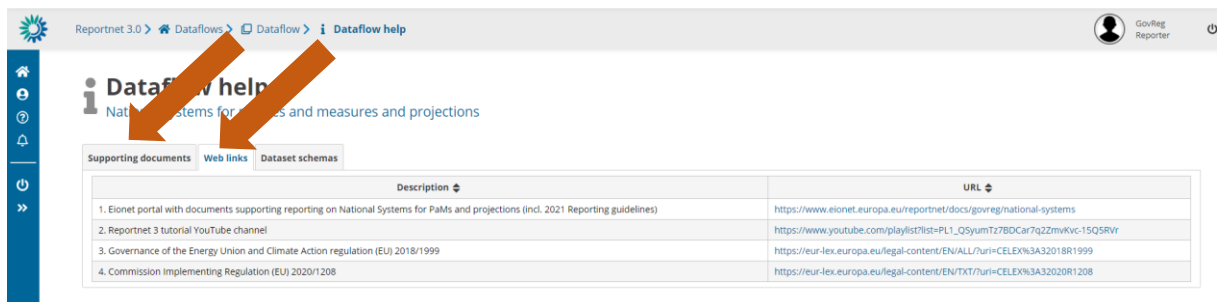 Reportnet 3.0 > Dataflows > Dataflow > Dataflow help
GovReg
Reporter
Dataflow help
National systems for policies and measures and projections
Supporting documents Web links Dataset schemas
Description URL
1. Eionet portal with documents supporting reporting on National Systems for PaMs and projections (incl. 2021 Reporting guidelines) https://www.eionet.europa.eu/reportnet/docs/govreg/national-systems
2. Reportnet 3 tutorial YouTube channel https://www.youtube.com/playlist?list=PL1_QSyumTz7BDCar7q2ZmvKvc-15Q5RVr
3. Governance of the Energy Union and Climate Action regulation (EU) 2018/1999 https://eur-lex.europa.eu/legal-content/EN/ALL/?uri=CELEX%3A32018R1999
4. Commission Implementing Regulation (EU) 2020/1208 https://eur-lex.europa.eu/legal-content/EN/TXT/?uri=CELEX%3A32020R1208